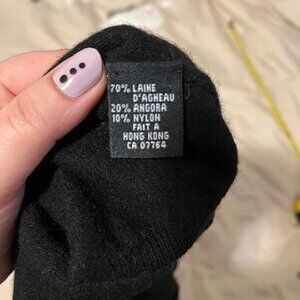 70% LAINE
D'AGNEAU
20% ANGORA
10% NYLON
FAIT A
HONG KONG
CA 07764